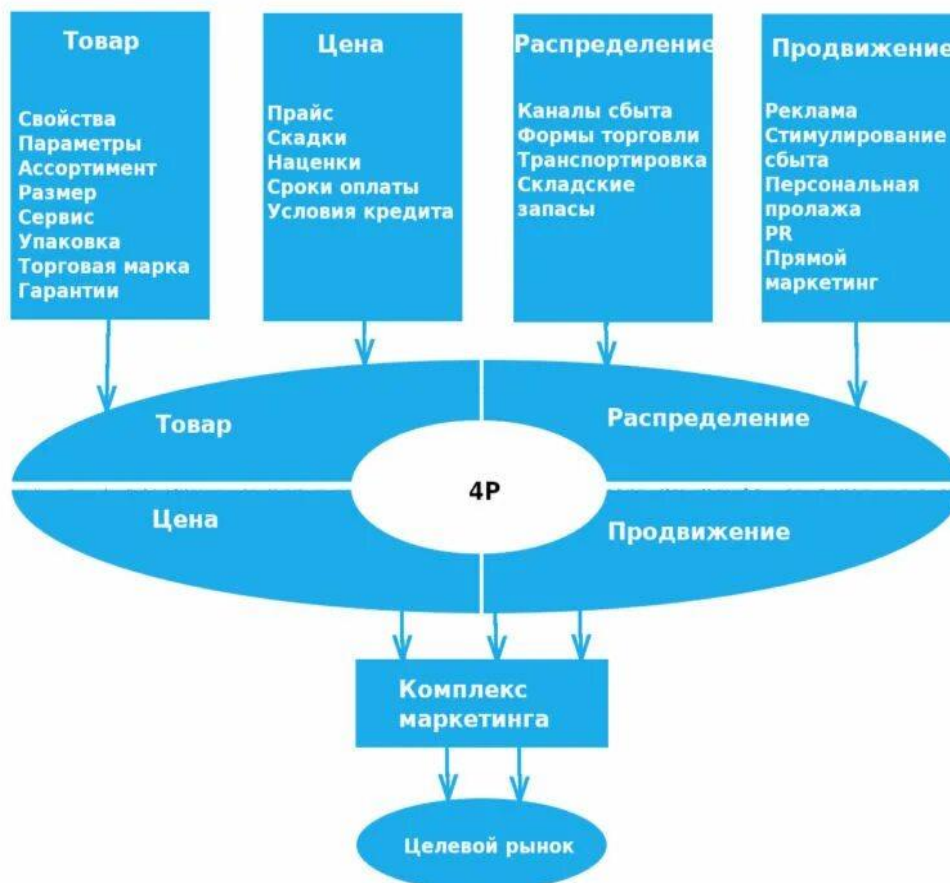 Товар
Свойства
Параметры
Ассортимент
Размер
Сервис
Упаковка
Торговая марка
Гарантии
Цена
Прайс
Скадки
Наценки
Сроки оплаты
Условия кредита
Распределение
Каналы сбыта
Формы торговли
Транспортировка
Складские
запасы
Продвижение
Реклама
Стимулирование
сбыта
Персональная
пролажа
PR
Прямой
маркетинг
Товар
Распределение
4P
Цена
Продвижение
Комплекс
маркетинга
Целевой рынок